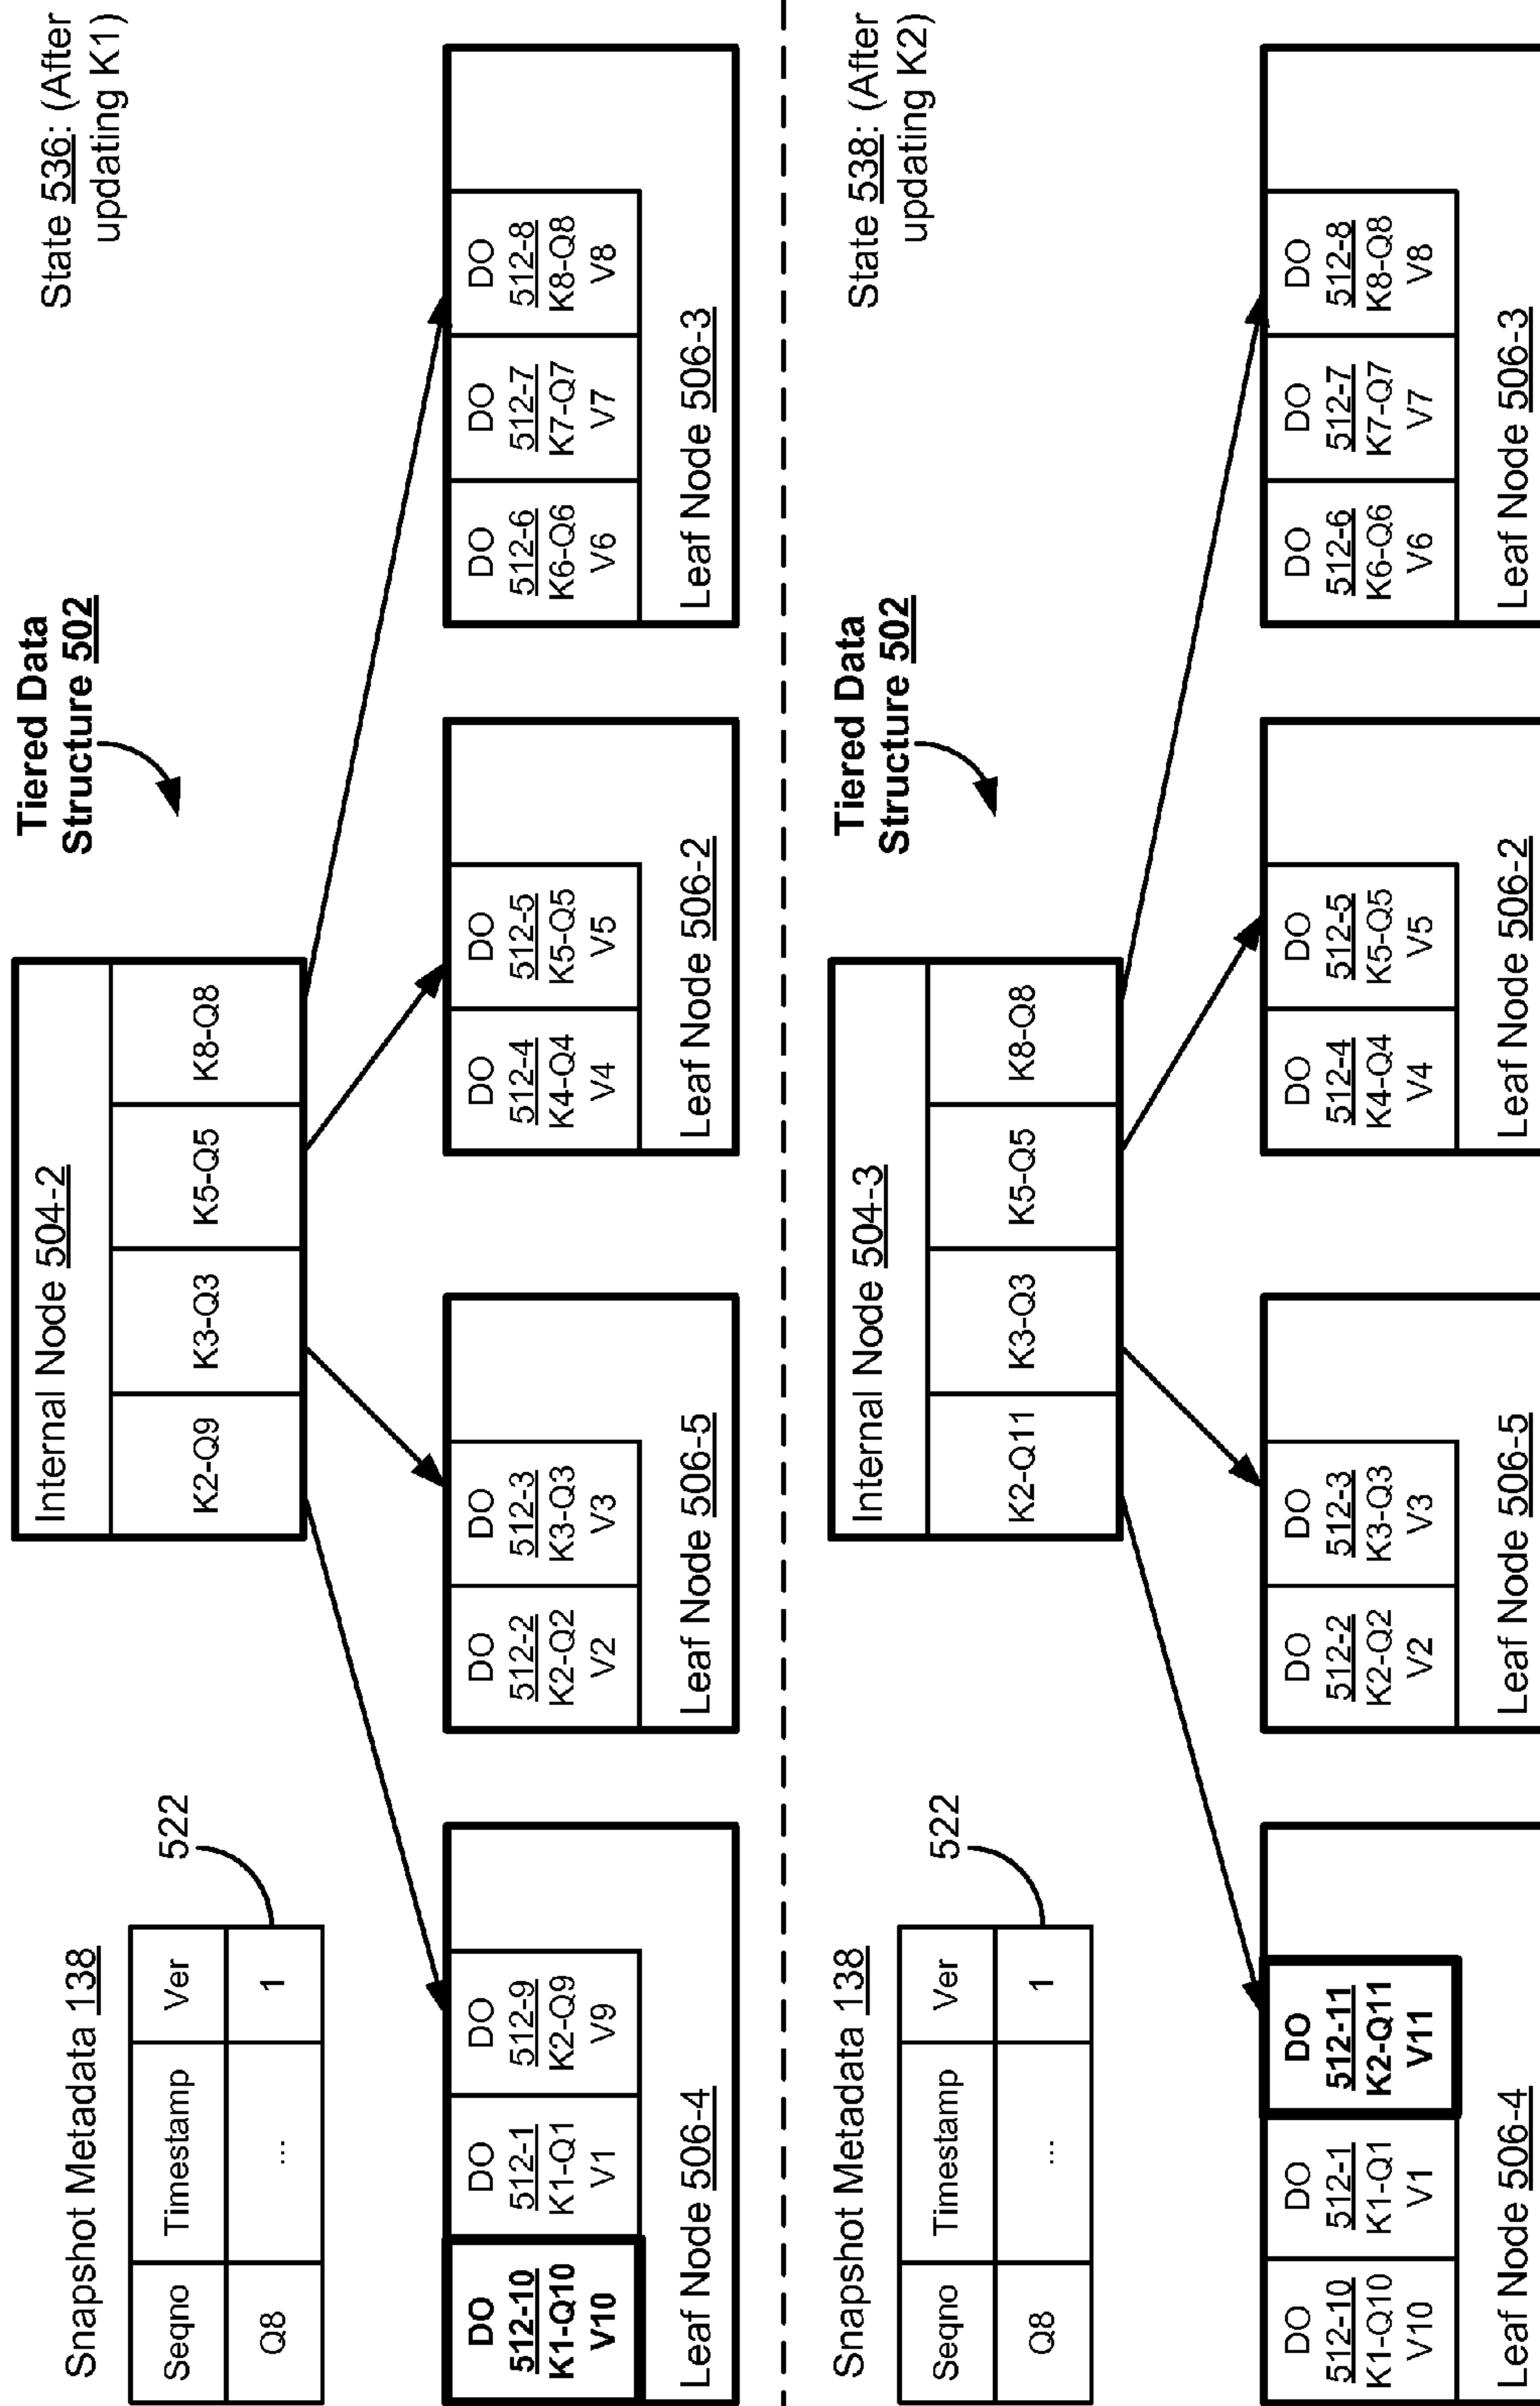 Snapshot Metadata 138
Seqno Timestamp Ver
Q8 ... 1
522
Tiered Data
Structure 502
State 536: (After
updating K1)
Internal Node 504-2
K2-Q9 K3-Q3 K5-Q5 K8-Q8
DO
512-10
K1-Q10
V10
DO
512-1
K1-Q1
V1
DO
512-9
K2-Q9
V9
Leaf Node 506-4
DO
512-2
K2-Q2
V2
DO
512-3
K3-Q3
V3
Leaf Node 506-5
DO
512-4
K4-Q4
V4
DO
512-5
K5-Q5
V5
Leaf Node 506-2
DO
512-6
K6-Q6
V6
DO
512-7
K7-Q7
V7
DO
512-8
K8-Q8
V8
Leaf Node 506-3
Snapshot Metadata 138
Seqno Timestamp Ver
Q8 ... 1
522
Tiered Data
Structure 502
State 538: (After
updating K2)
Internal Node 504-3
K2-Q11 K3-Q3 K5-Q5 K8-Q8
DO
512-10
K1-Q10
V10
DO
512-1
K1-Q1
V1
DO
512-11
K2-Q11
V11
Leaf Node 506-4
DO
512-2
K2-Q2
V2
DO
512-3
K3-Q3
V3
Leaf Node 506-5
DO
512-4
K4-Q4
V4
DO
512-5
K5-Q5
V5
Leaf Node 506-2
DO
512-6
K6-Q6
V6
DO
512-7
K7-Q7
V7
DO
512-8
K8-Q8
V8
Leaf Node 506-3